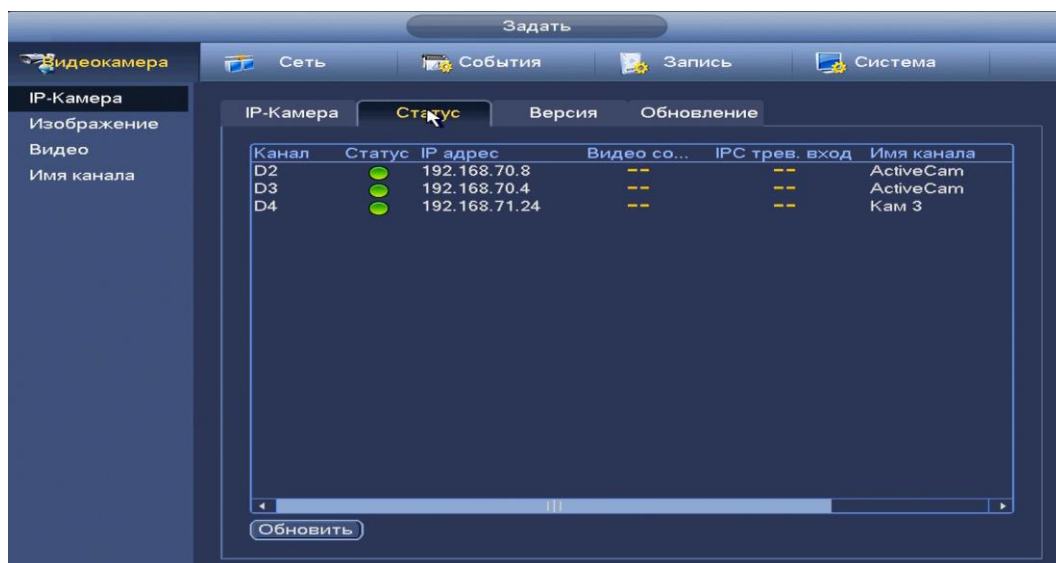 Задать
Видеокамера Сеть События Запись Система
IP-Камера
Изображение
Видео
Имя канала
IP-Камера Статус Версия Обновление
Канал Статус IP адрес Видео со... IPC трев. вход Имя канала
D2 192.168.70.8 -- -- ActiveCam
D3 192.168.70.4 -- -- ActiveCam
D4 192.168.71.24 -- -- Кам 3
Обновить